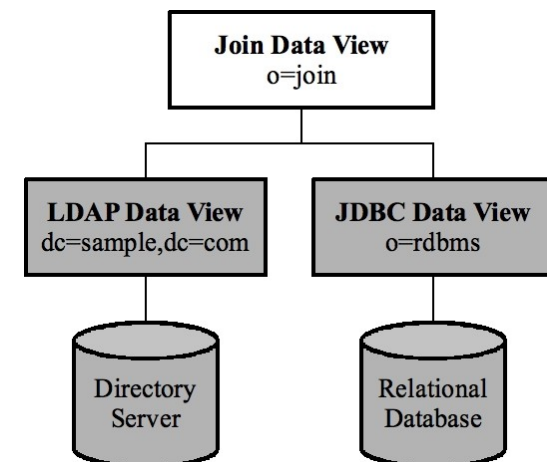 Join Data View
o=join
LDAP Data View
dc=sample,dc=com
JDBC Data View
o=rdbms
Directory
Server
Relational
Database